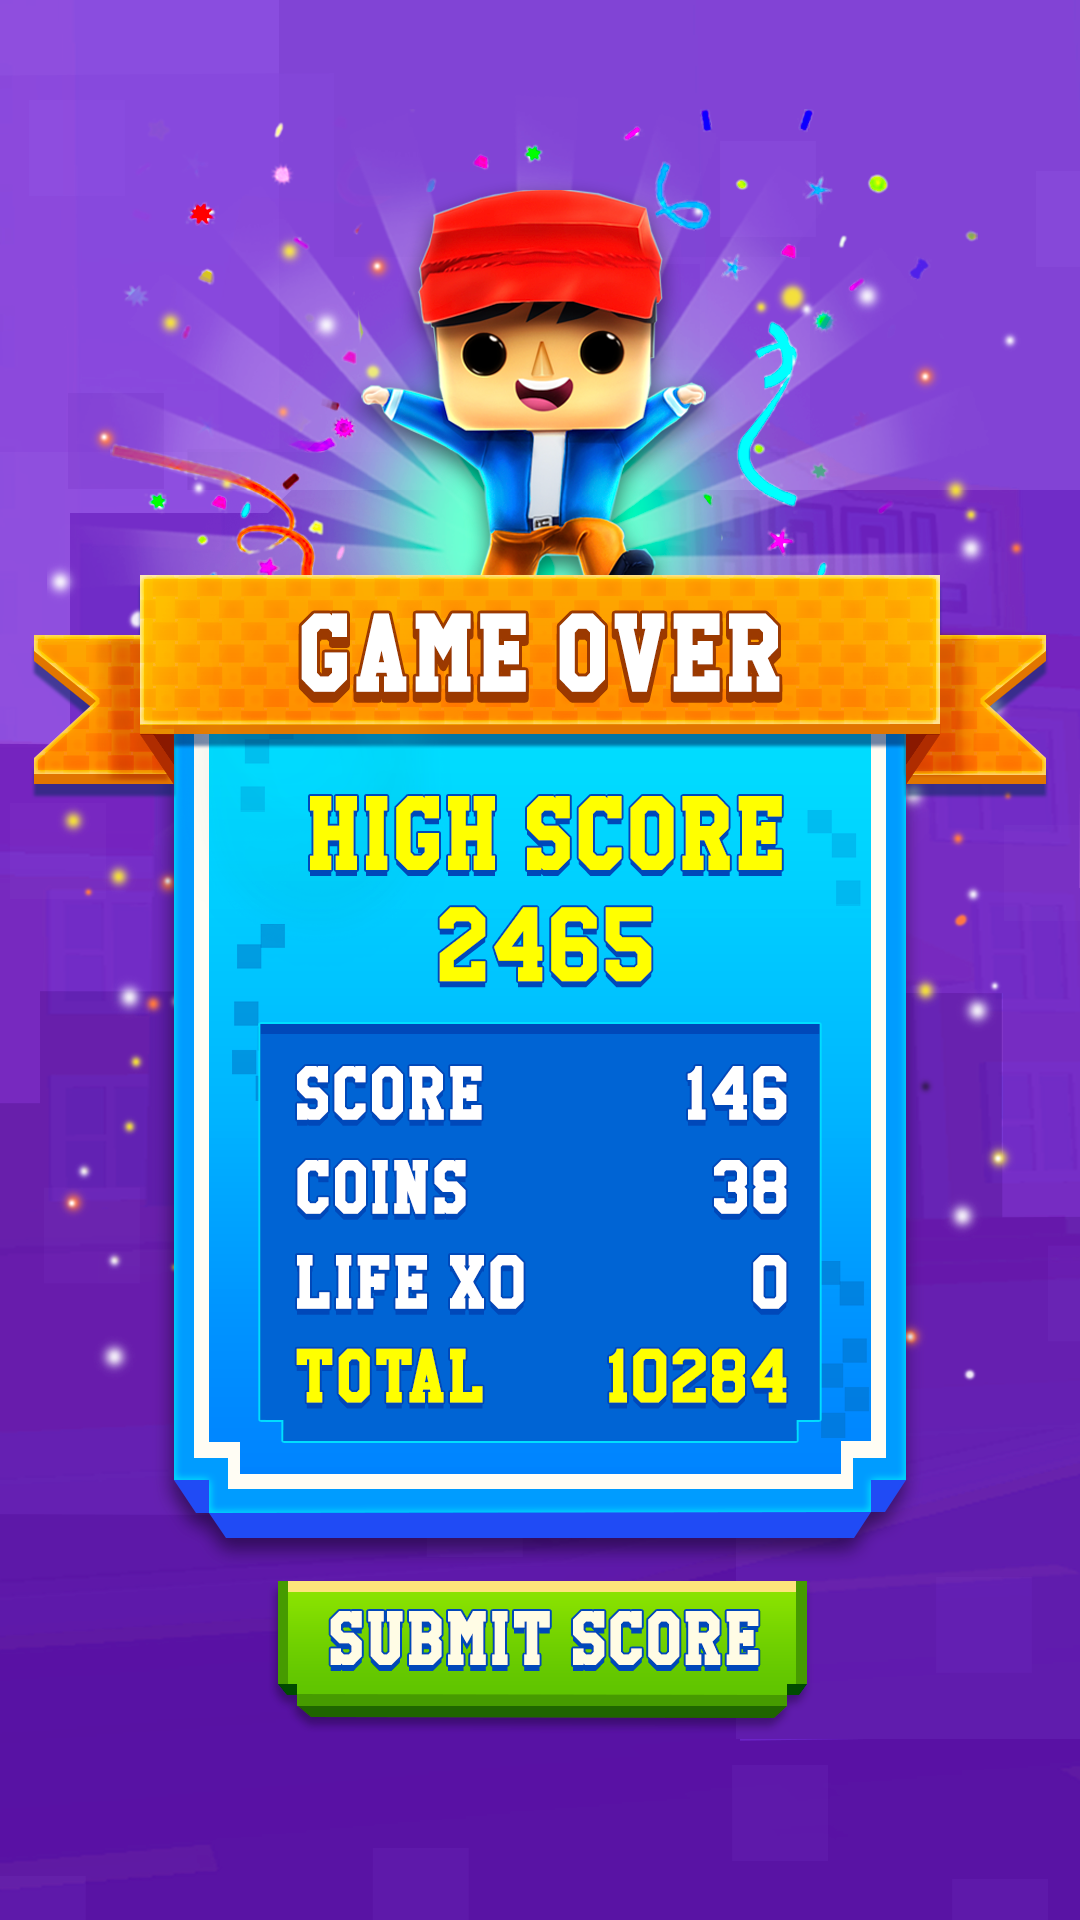 GAME OVER
HIGH SCORE
2465
SCORE 146
COINS 38
LIFE XO 0
TOTAL 10284
SUBMIT SCORE